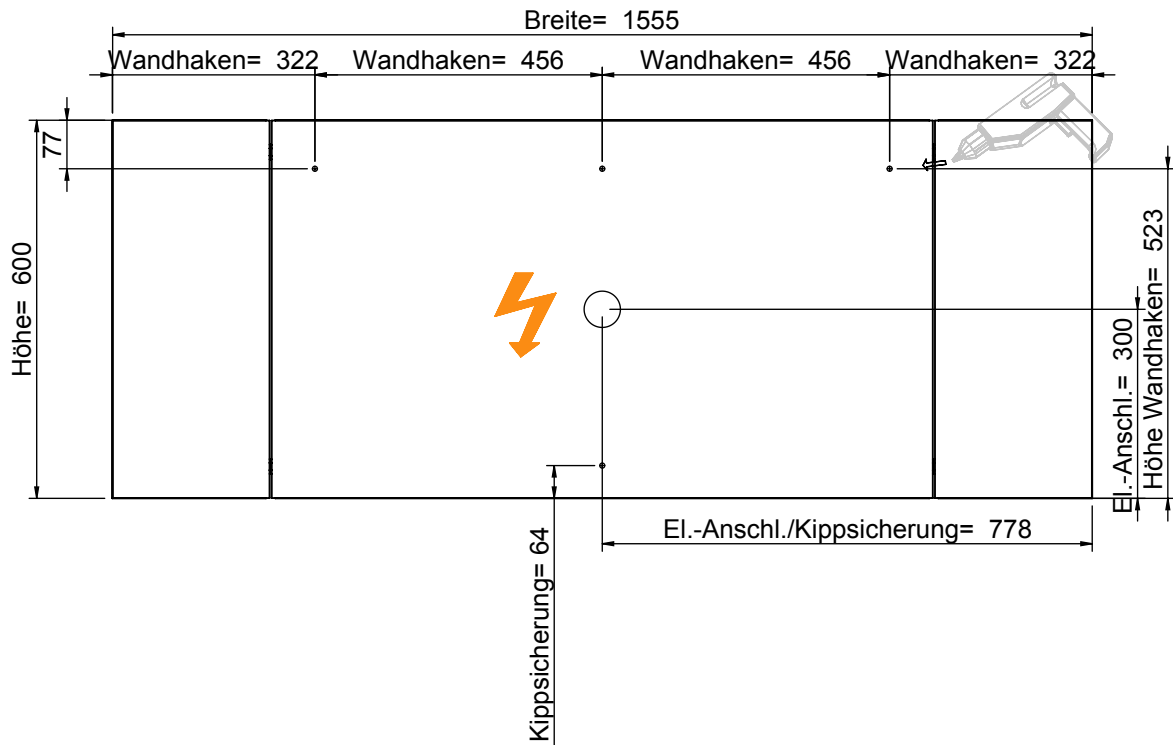 Breite= 1555
Wandhaken= 322
Wandhaken= 456
Wandhaken= 456
Wandhaken= 322
77
Höhe= 600
Höhe Wandhaken= 523
El.-Anschl.= 300
El.-Anschl./Kippsicherung= 778
Kippsicherung= 64